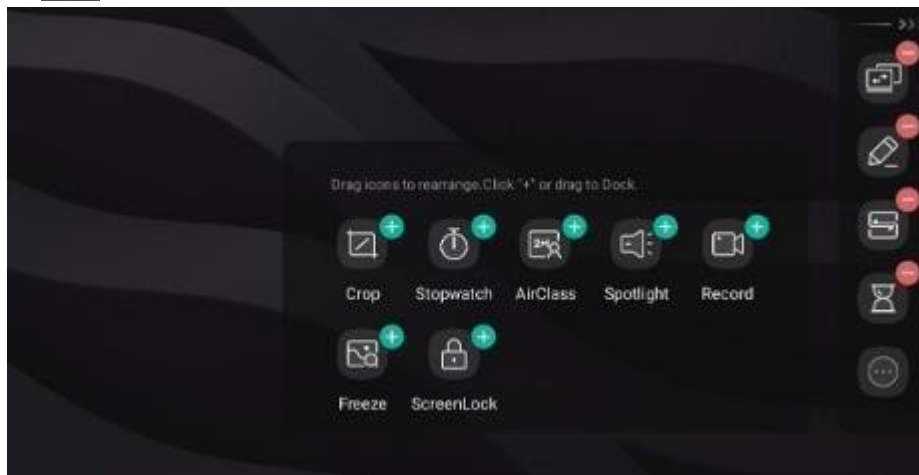 Drag icons to rearrange.Click "+" or drag to Dock.
Crop Stopwatch AirClass Spotlight Record
Freeze ScreenLock